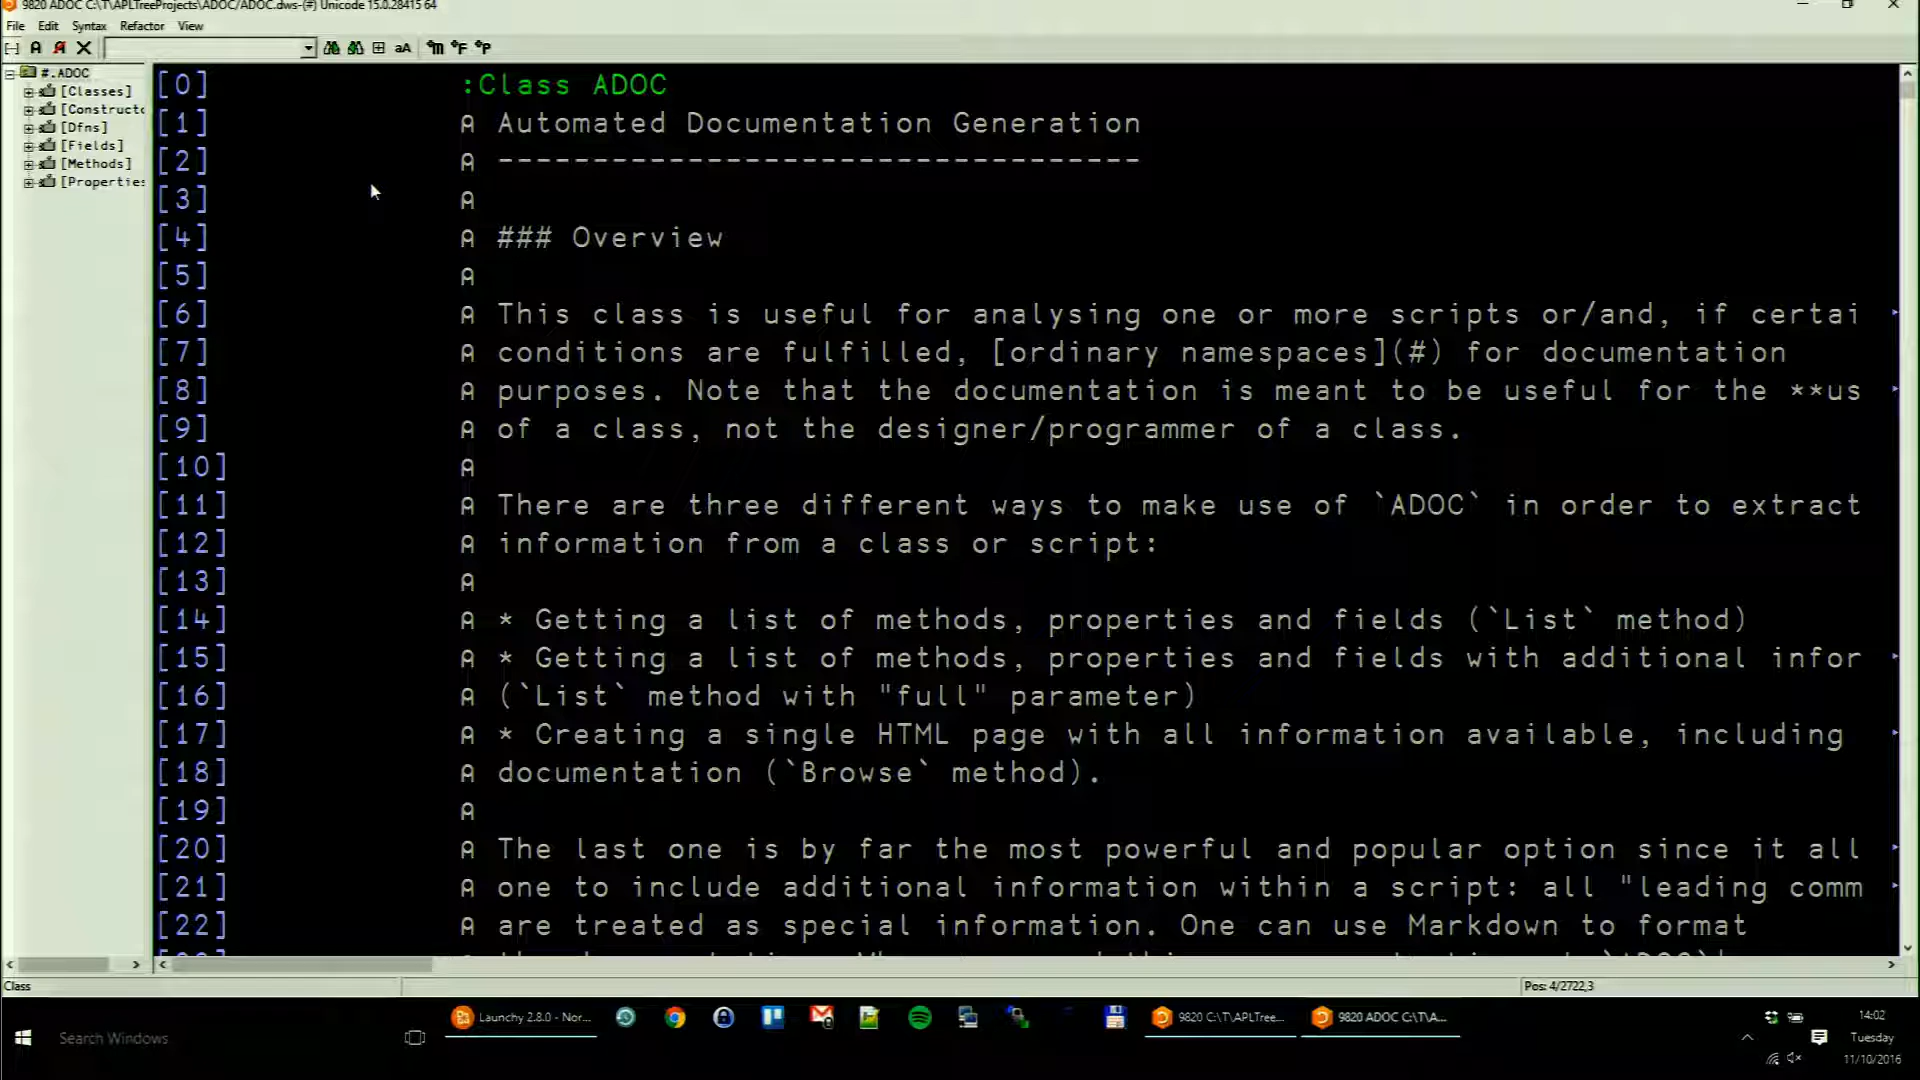 9820 ADOC C:\T\APLTreeProjects\ADOC/ADOC.dws-(#) Unicode 15.0.28415 64
File Edit Syntax Refactor View
#.ADOC
[Classes]
[Constructo
[Dfns]
[Fields]
[Methods]
[Properties
[0] :Class ADOC
[1] ⍝ Automated Documentation Generation
[2] ⍝ ----------------------------------
[3] ⍝
[4] ⍝ ### Overview
[5] ⍝
[6] ⍝ This class is useful for analysing one or more scripts or/and, if certai
[7] ⍝ conditions are fulfilled, [ordinary namespaces](#) for documentation
[8] ⍝ purposes. Note that the documentation is meant to be useful for the **us
[9] ⍝ of a class, not the designer/programmer of a class.
[10] ⍝
[11] ⍝ There are three different ways to make use of `ADOC` in order to extract
[12] ⍝ information from a class or script:
[13] ⍝
[14] ⍝ * Getting a list of methods, properties and fields (`List` method)
[15] ⍝ * Getting a list of methods, properties and fields with additional infor
[16] ⍝ (`List` method with "full" parameter)
[17] ⍝ * Creating a single HTML page with all information available, including
[18] ⍝ documentation (`Browse` method).
[19] ⍝
[20] ⍝ The last one is by far the most powerful and popular option since it all
[21] ⍝ one to include additional information within a script: all "leading comm
[22] ⍝ are treated as special information. One can use Markdown to format
Class
Pos: 4/2722,3
Search Windows
Launchy 2.8.0 - Nor...
9820 C:\T\APLTree...
9820 ADOC C:\T\A...
14:02
Tuesday
11/10/2016